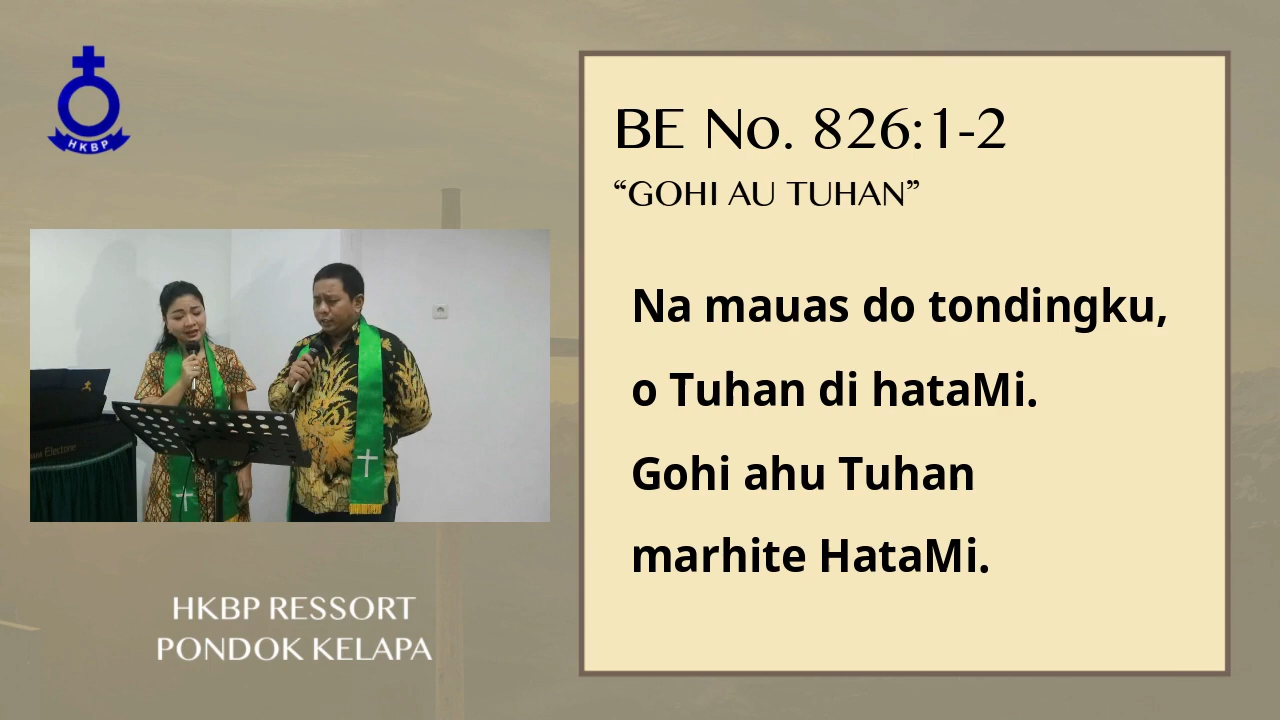 HKBP
BE No. 826:1-2
“GOHI AU TUHAN”
Na mauas do tondingku,
o Tuhan di hataMi.
Gohi ahu Tuhan
marhite HataMi.
Electone
HKBP RESSORT
PONDOK KELAPA